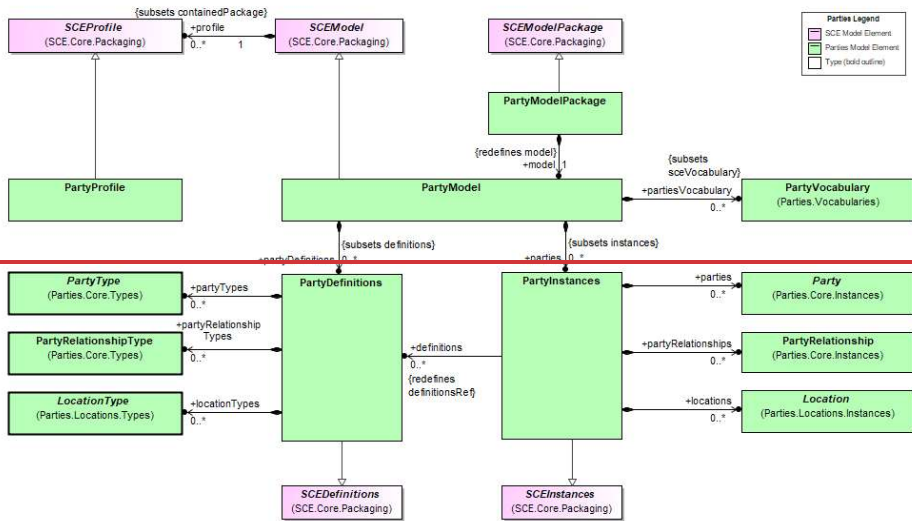 {subsets containedPackage}
SCEProfile
(SCE.Core.Packaging)
+profile
0..*
1
SCEModel
(SCE.Core.Packaging)
SCEModelPackage
(SCE.Core.Packaging)
Parties Legend
SCE Model Element
Parties Model Element
Type (bold outline)
PartyModelPackage
{redefines model}
+model
1
{subsets
sceVocabulary}
PartyProfile
PartyModel
+partiesVocabulary
0..*
PartyVocabulary
(Parties.Vocabularies)
{subsets definitions}
+partyDefinitions
0..*
{subsets instances}
+parties
0..*
PartyType
(Parties.Core.Types)
+partyTypes
0..*
PartyDefinitions
PartyInstances
+parties
0..*
Party
(Parties.Core.Instances)
PartyRelationshipType
(Parties.Core.Types)
+partyRelationship
Types
0..*
+definitions
0..*
{redefines
definitionsRef}
+partyRelationships
0..*
PartyRelationship
(Parties.Core.Instances)
LocationType
(Parties.Locations.Types)
+locationTypes
0..*
+locations
0..*
Location
(Parties.Locations.Instances)
SCEDefinitions
(SCE.Core.Packaging)
SCEInstances
(SCE.Core.Packaging)